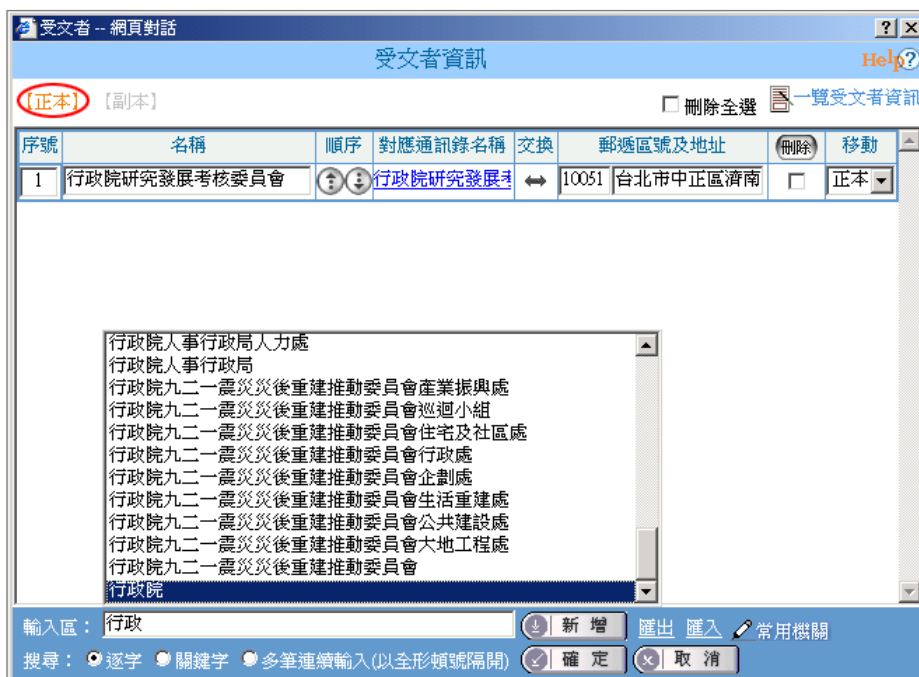 受文者 -- 網頁對話
受文者資訊
Help?
【正本】 【副本】
刪除全選 一覽受文者資訊
序號 名稱 順序 對應通訊錄名稱 交換 郵遞區號及地址 刪除 移動
1 行政院研究發展考核委員會 行政院研究發展考 10051 台北市中正區濟南 正本
行政院人事行政局人力處
行政院人事行政局
行政院九二一震災災後重建推動委員會產業振興處
行政院九二一震災災後重建推動委員會巡迴小組
行政院九二一震災災後重建推動委員會住宅及社區處
行政院九二一震災災後重建推動委員會行政處
行政院九二一震災災後重建推動委員會企劃處
行政院九二一震災災後重建推動委員會生活重建處
行政院九二一震災災後重建推動委員會公共建設處
行政院九二一震災災後重建推動委員會大地工程處
行政院九二一震災災後重建推動委員會
行政院
輸入區： 行政 新增 匯出 匯入 常用機關
搜尋： 逐字 關鍵字 多筆連續輸入(以全形頓號隔開) 確定 取消